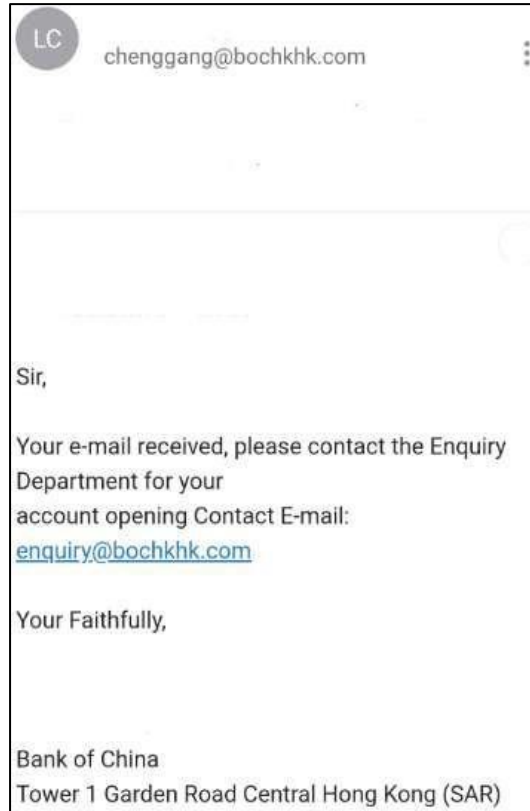 LC
chenggang@bochkhk.com
Sir,
Your e-mail received, please contact the Enquiry
Department for your
account opening Contact E-mail:
enquiry@bochkhk.com
Your Faithfully,
Bank of China
Tower 1 Garden Road Central Hong Kong (SAR)